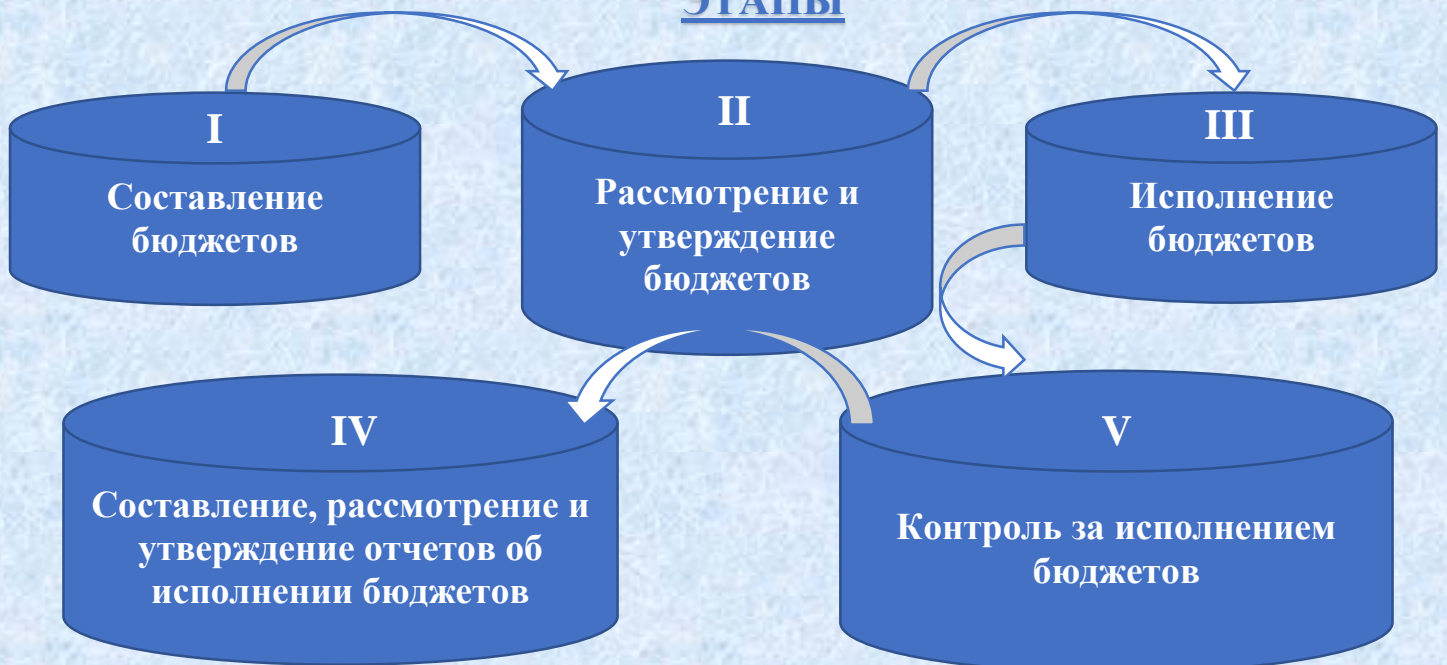 ЭТАПЫ
I
Составление
бюджетов
II
Рассмотрение и
утверждение
бюджетов
III
Исполнение
бюджетов
IV
Составление, рассмотрение и
утверждение отчетов об
исполнении бюджетов
V
Контроль за исполнением
бюджетов